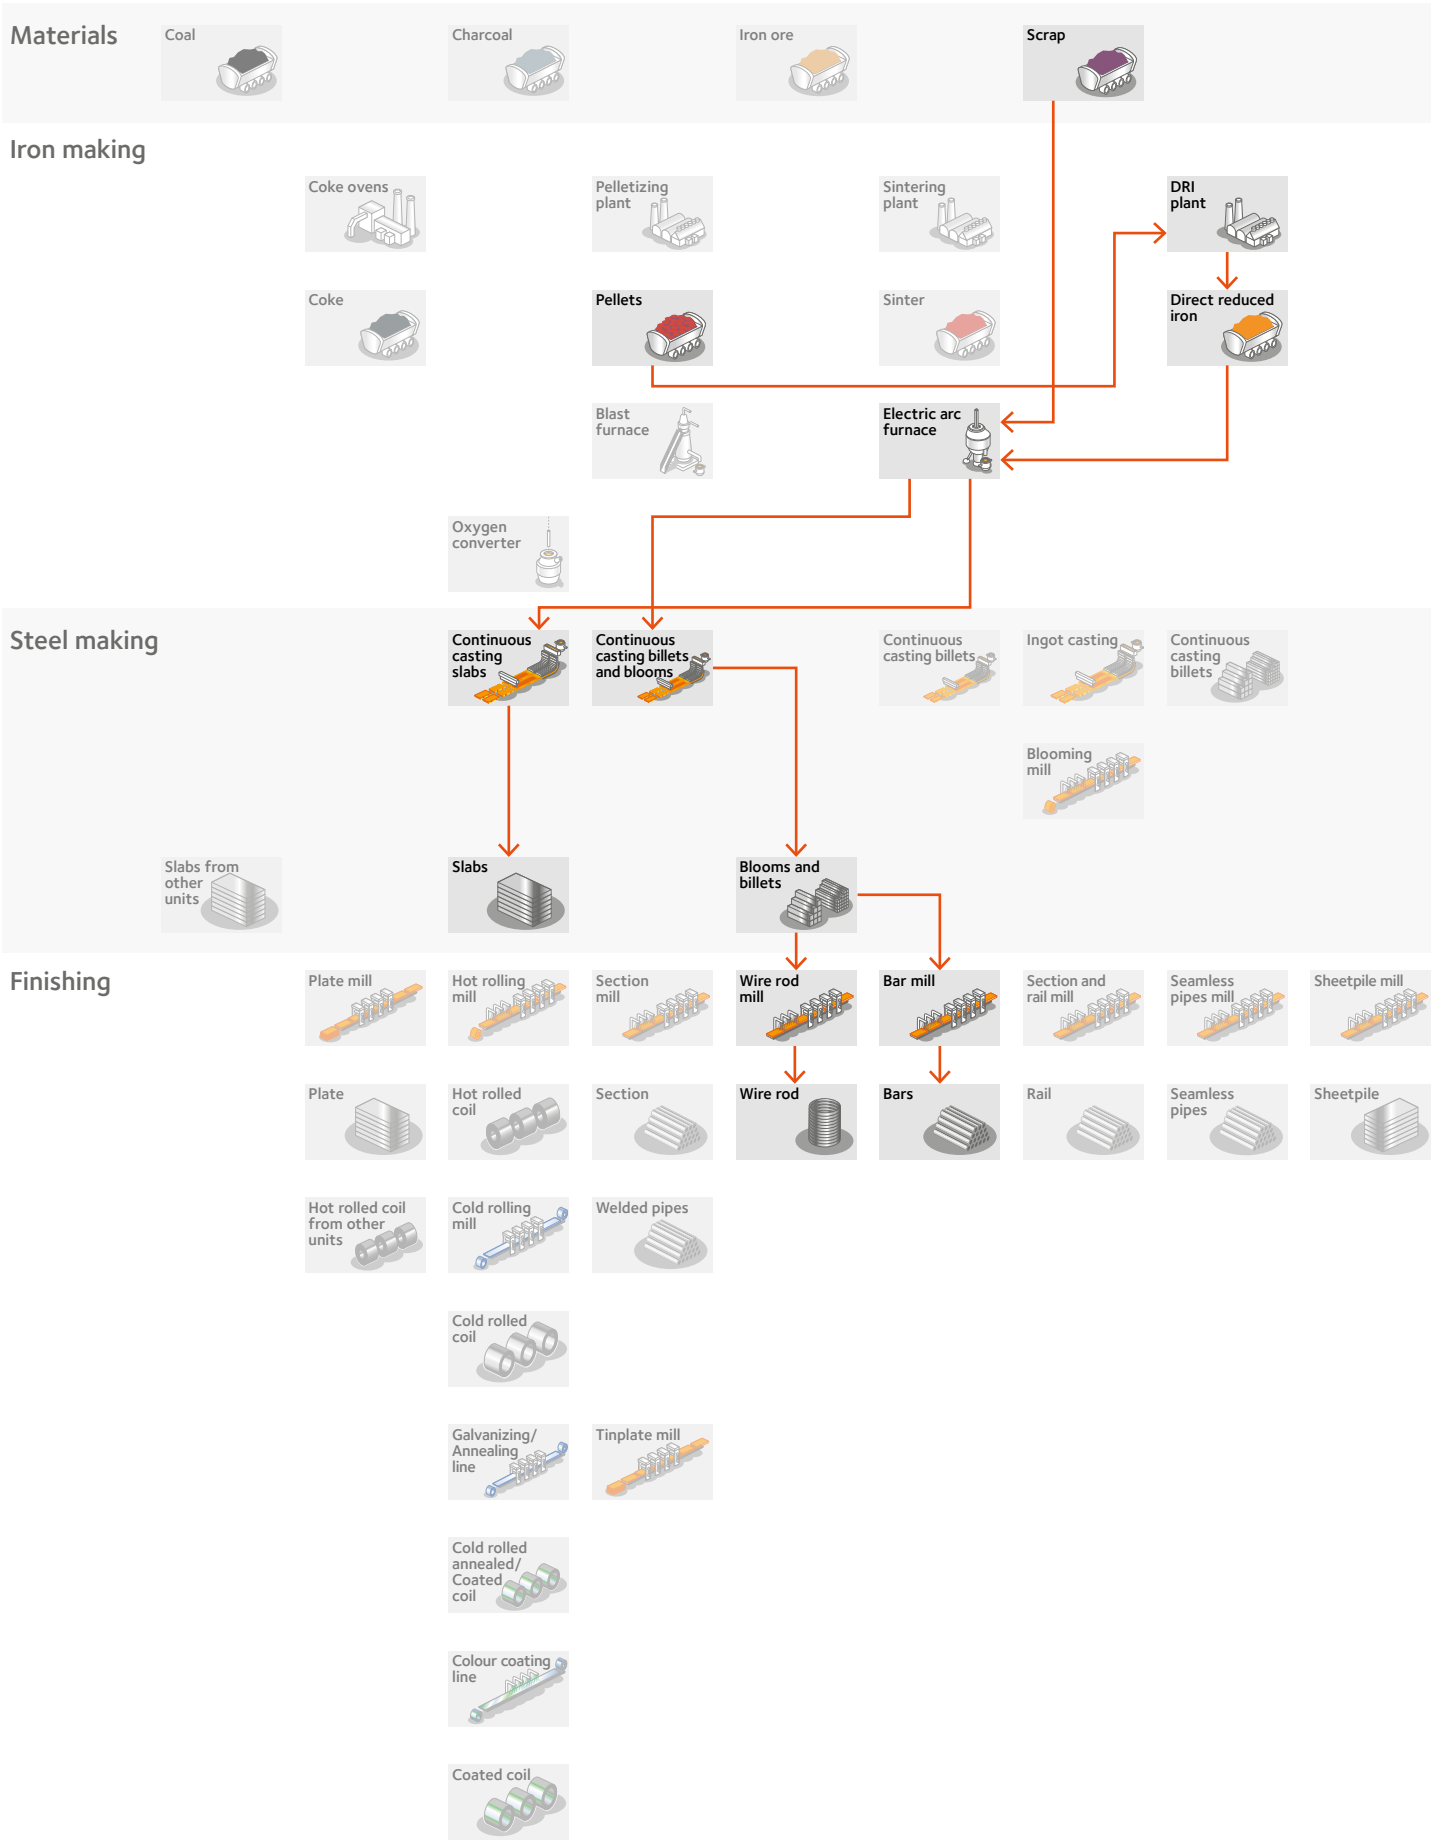 Materials
Coal
Charcoal
Iron ore
Scrap
Iron making
Coke ovens
Pelletizing
plant
Sintering
plant
DRI
plant
Coke
Pellets
Sinter
Direct reduced
iron
Blast
furnace
Electric arc
furnace
Oxygen
converter
Steel making
Continuous
casting
slabs
Continuous
casting billets
and blooms
Continuous
casting billets
Ingot casting
Continuous
casting
billets
Blooming
mill
Slabs from
other
units
Slabs
Blooms and
billets
Finishing
Plate mill
Hot rolling
mill
Section
mill
Wire rod
mill
Bar mill
Section and
rail mill
Seamless
pipes mill
Sheetpile mill
Plate
Hot rolled
coil
Section
Wire rod
Bars
Rail
Seamless
pipes
Sheetpile
Hot rolled coil
from other
units
Cold rolling
mill
Welded pipes
Cold rolled
coil
Galvanizing/
Annealing
line
Tinplate mill
Cold rolled
annealed/
Coated
coil
Colour coating
line
Coated coil